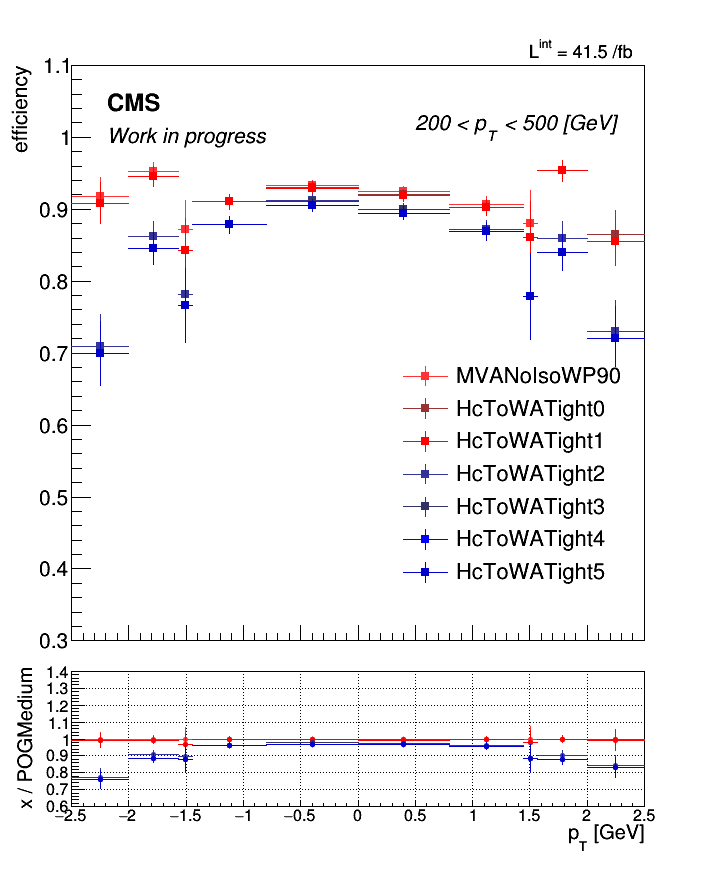 L^int = 41.5 /fb
CMS
Work in progress
200 < p_T < 500 [GeV]
efficiency
1.1
1
0.9
0.8
0.7
0.6
0.5
0.4
0.3
MVANoIsoWP90
HcToWATight0
HcToWATight1
HcToWATight2
HcToWATight3
HcToWATight4
HcToWATight5
x / POGMedium
1.4
1.3
1.2
1.1
1
0.9
0.8
0.7
0.6
−2.5 −2 −1.5 −1 −0.5 0 0.5 1 1.5 2 2.5
p_T [GeV]